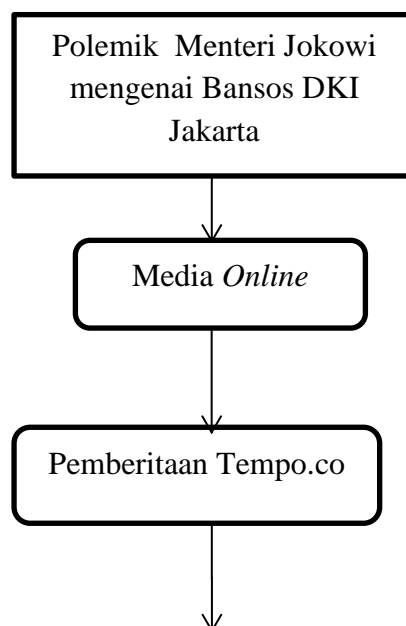 Polemik Menteri Jokowi
mengenai Bansos DKI
Jakarta
Media Online
Pemberitaan Tempo.co